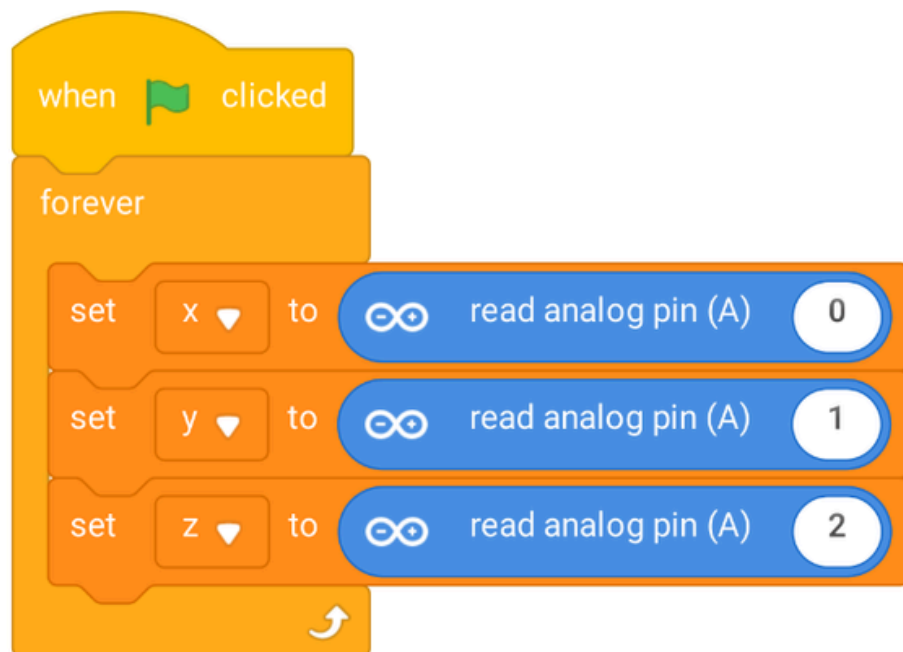 when clicked
forever
set x to read analog pin (A) 0
set y to read analog pin (A) 1
set z to read analog pin (A) 2